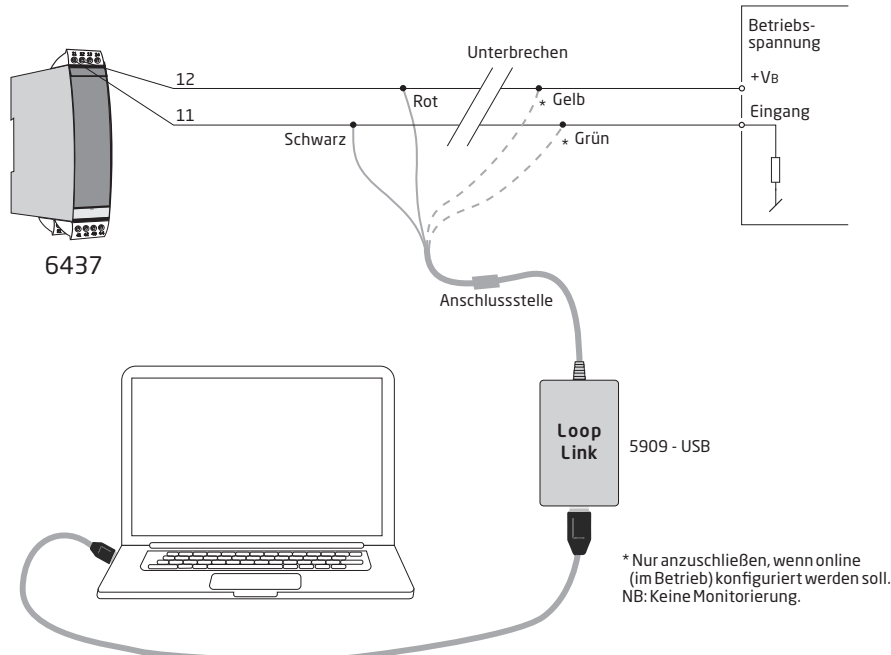 Betriebs-
spannung
Unterbrechen
12
+VB
Rot
* Gelb
11
Eingang
Schwarz
* Grün
6437
Anschlussstelle
Loop
Link
5909 - USB
* Nur anzuschließen, wenn online
(im Betrieb) konfiguriert werden soll.
NB: Keine Monitorierung.